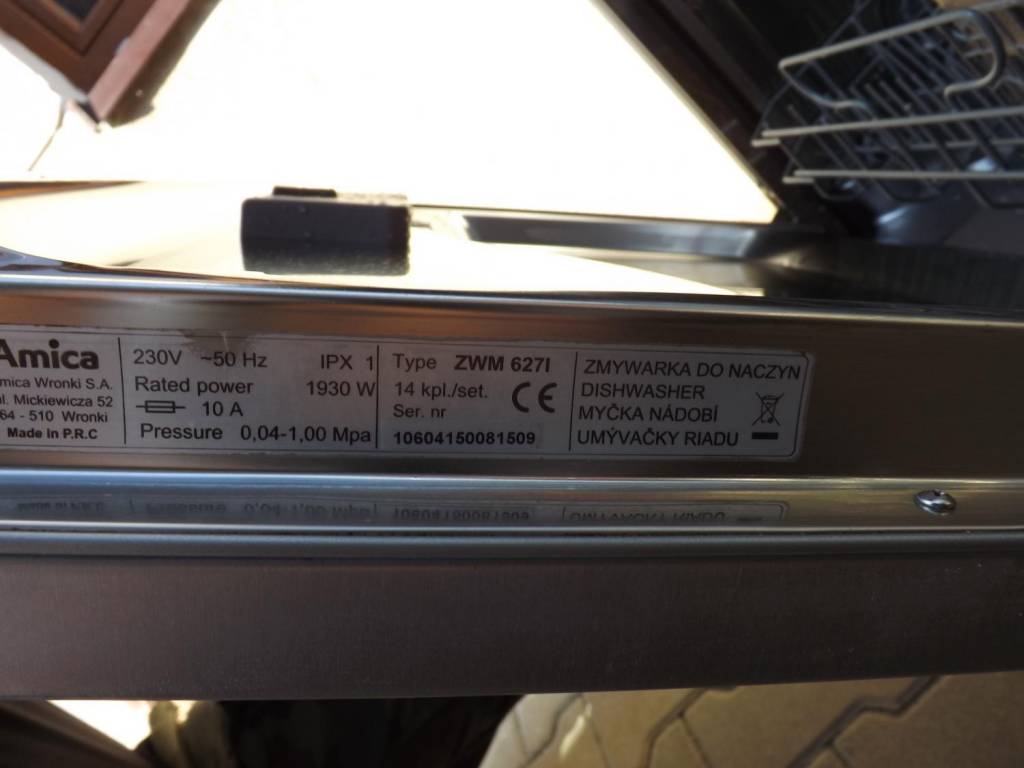 Amica
mica Wronki S.A.
ul. Mickiewicza 52
64 - 510 Wronki
Made in P.R.C
230V ~50 Hz IPX 1
Rated power 1930 W
10 A
Pressure 0,04-1,00 Mpa
Type ZWM 627I
14 kpl./set. CE
Ser. nr
10604150081509
ZMYWARKA DO NACZYN
DISHWASHER
MYČKA NÁDOBÍ
UMÝVAČKY RIADU